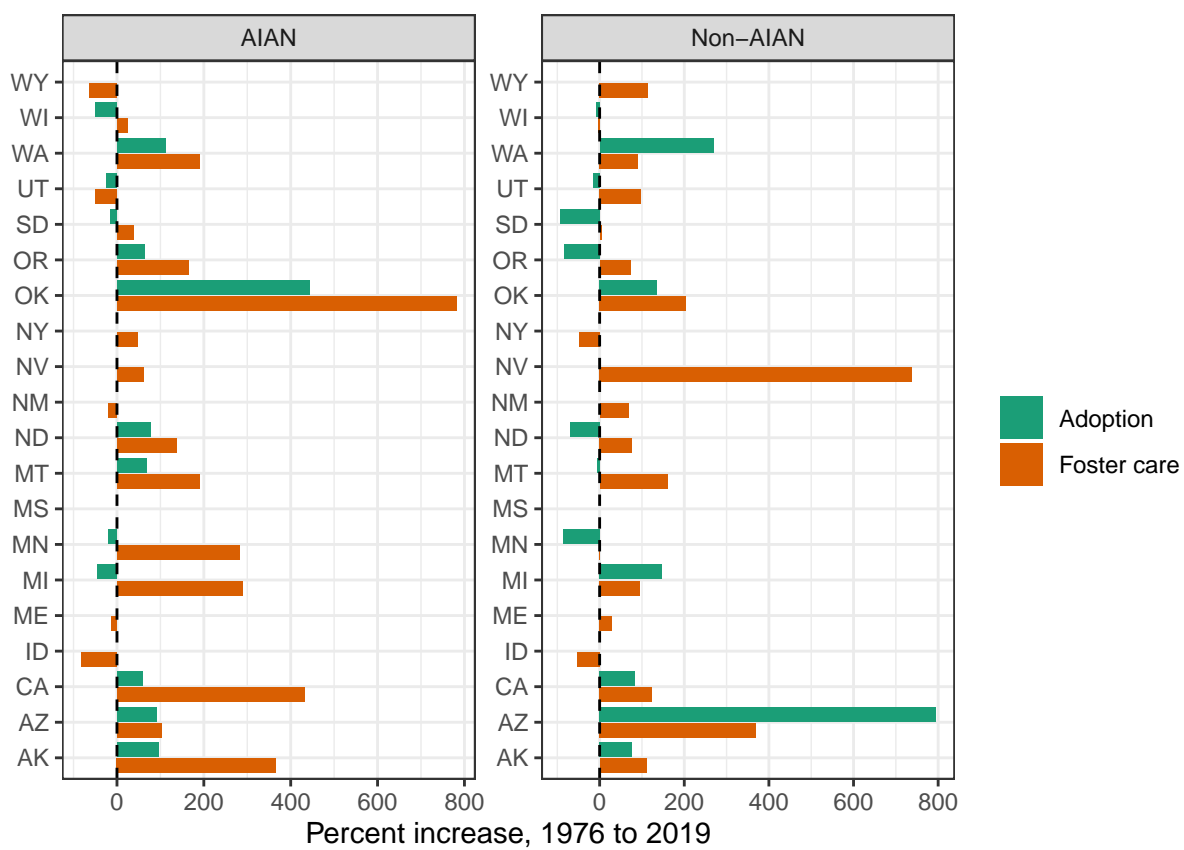 AIAN
Non−AIAN
WY
WI
WA
UT
SD
OR
OK
NY
NV
NM
ND
MT
MS
MN
MI
ME
ID
CA
AZ
AK
WY
WI
WA
UT
SD
OR
OK
NY
NV
NM
ND
MT
MS
MN
MI
ME
ID
CA
AZ
AK
0 200 400 600 800
0 200 400 600 800
Percent increase, 1976 to 2019
Adoption
Foster care